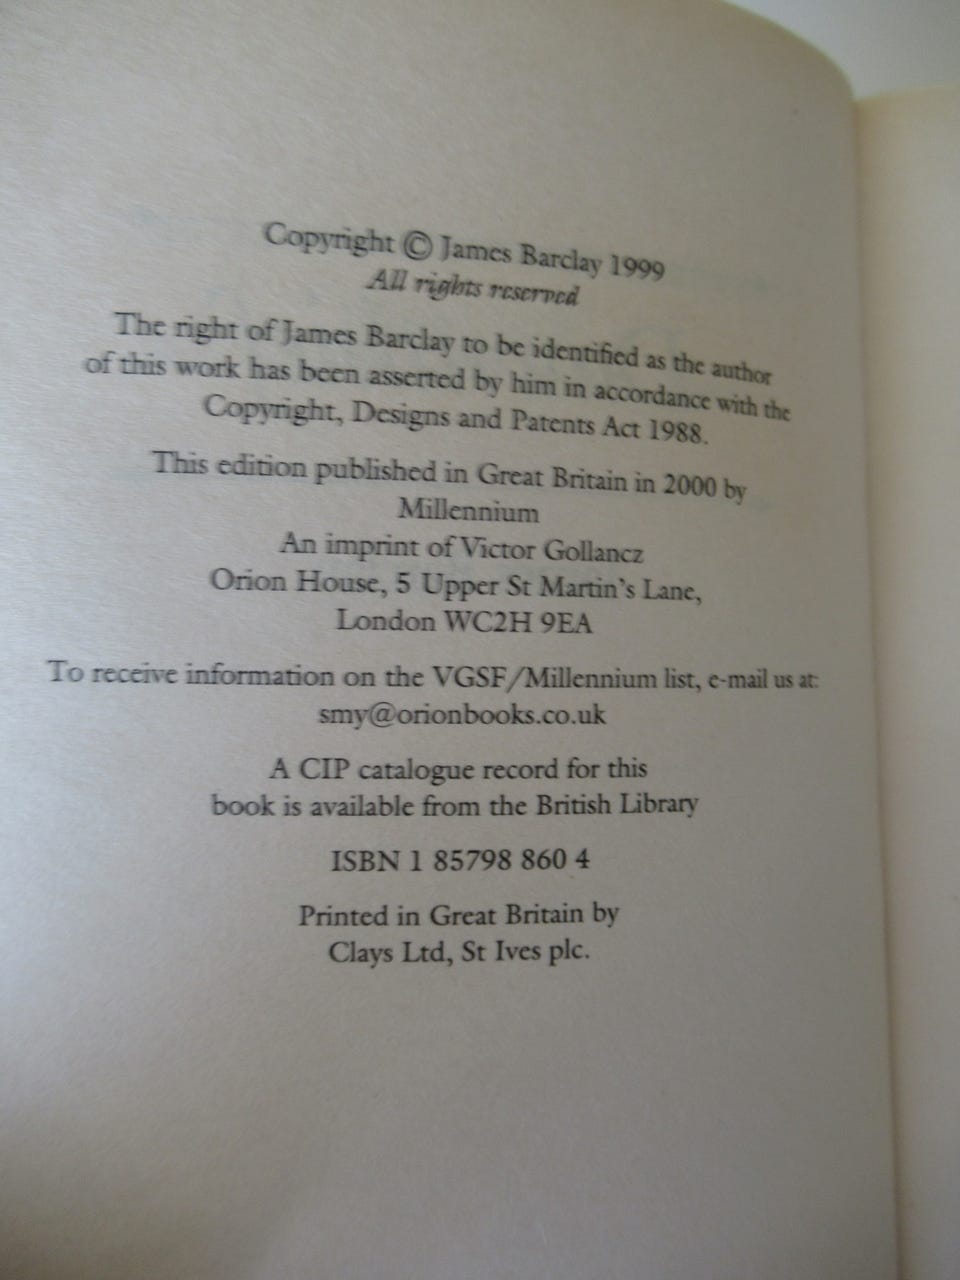 Copyright © James Barclay 1999
All rights reserved
The right of James Barclay to be identified as the author
of this work has been asserted by him in accordance with the
Copyright, Designs and Patents Act 1988.
This edition published in Great Britain in 2000 by
Millennium
An imprint of Victor Gollancz
Orion House, 5 Upper St Martin's Lane,
London WC2H 9EA
To receive information on the VGSF/Millennium list, e-mail us at:
smy@orionbooks.co.uk
A CIP catalogue record for this
book is available from the British Library
ISBN 1 85798 860 4
Printed in Great Britain by
Clays Ltd, St Ives plc.